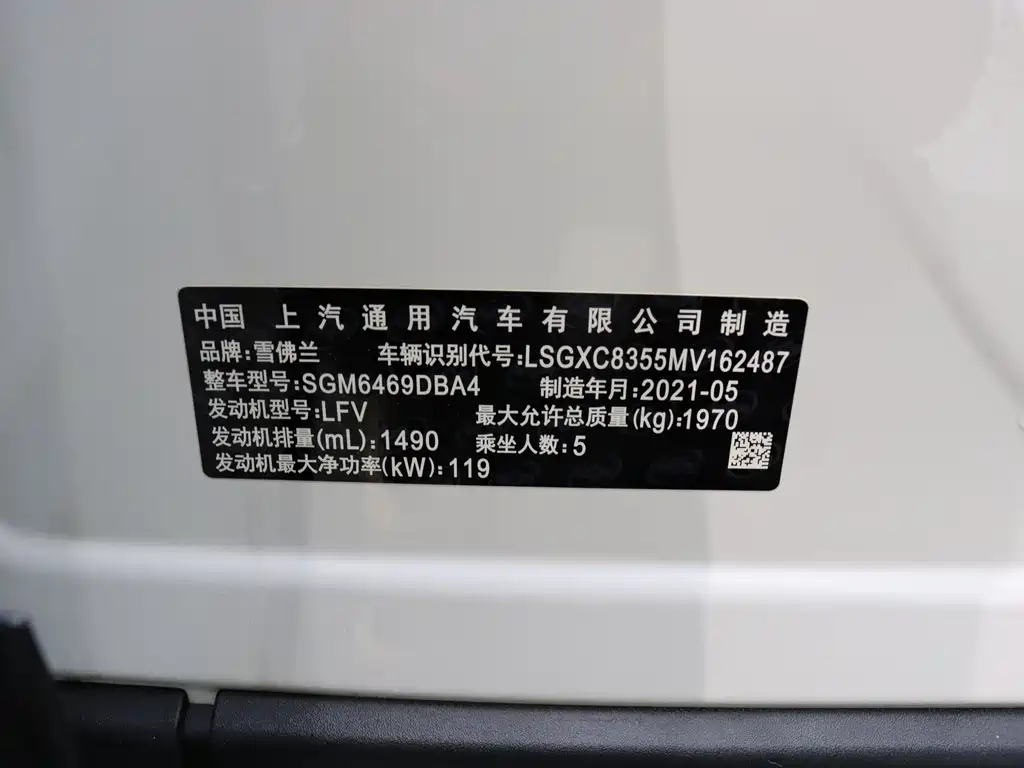 中国 上汽通用汽车有限公司制造
品牌:雪佛兰 车辆识别代号:LSGXC8355MV162487
整车型号:SGM6469DBA4 制造年月:2021-05
发动机型号:LFV 最大允许总质量(kg):1970
发动机排量(mL):1490 乘坐人数:5
发动机最大净功率(kW):119